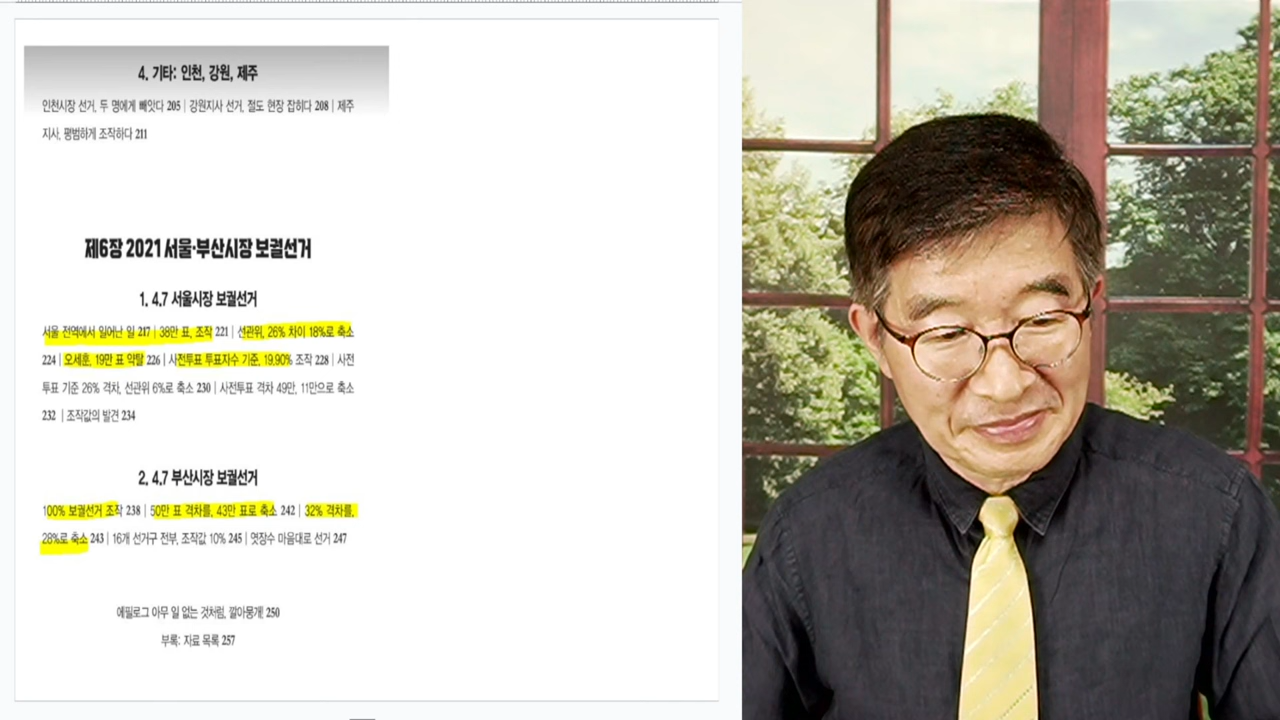 4. 기타: 인천, 강원, 제주
인천시장 선거, 두 명에게 빼앗다 205 | 강원지사 선거, 절도 현장 잡히다 208 | 제주
지사, 평범하게 조작하다 211
제6장 2021 서울·부산시장 보궐선거
1. 4.7 서울시장 보궐선거
서울 전역에서 일어난 일 217 | 38만 표, 조작 221 | 선관위, 26% 차이 18%로 축소
224 | 오세훈, 19만 표 약탈 226 | 사전투표 투표자수 기준, 19.90% 조작 228 | 사전
투표 기준 26% 격차, 선관위 6%로 축소 230 | 사전투표 격차 49만, 11만으로 축소
232 | 조작값의 발견 234
2. 4.7 부산시장 보궐선거
100% 보궐선거 조작 238 | 50만 표 격차를, 43만 표로 축소 242 | 32% 격차를,
28%로 축소 243 | 16개 선거구 전부, 조작값 10% 245 | 엿장수 마음대로 선거 247
에필로그 아무 일 없는 것처럼, 깔아뭉개! 250
부록: 자료 목록 257